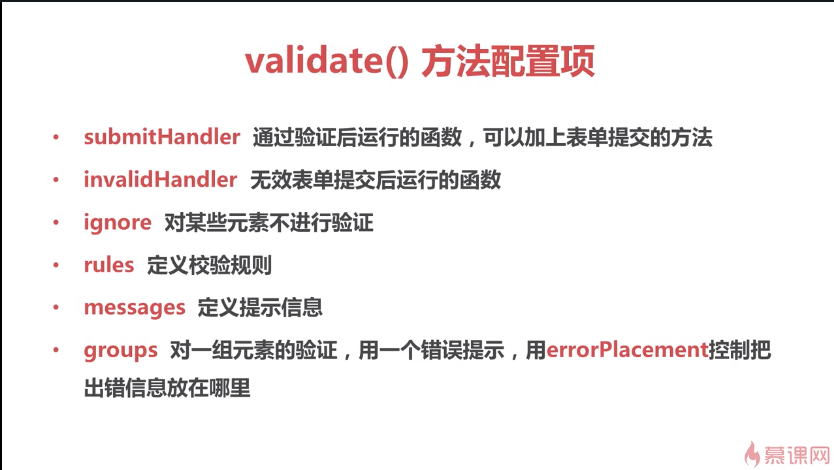 validate() 方法配置项
• submitHandler 通过验证后运行的函数，可以加上表单提交的方法
• invalidHandler 无效表单提交后运行的函数
• ignore 对某些元素不进行验证
• rules 定义校验规则
• messages 定义提示信息
• groups 对一组元素的验证，用一个错误提示，用errorPlacement控制把
出错信息放在哪里
慕课网